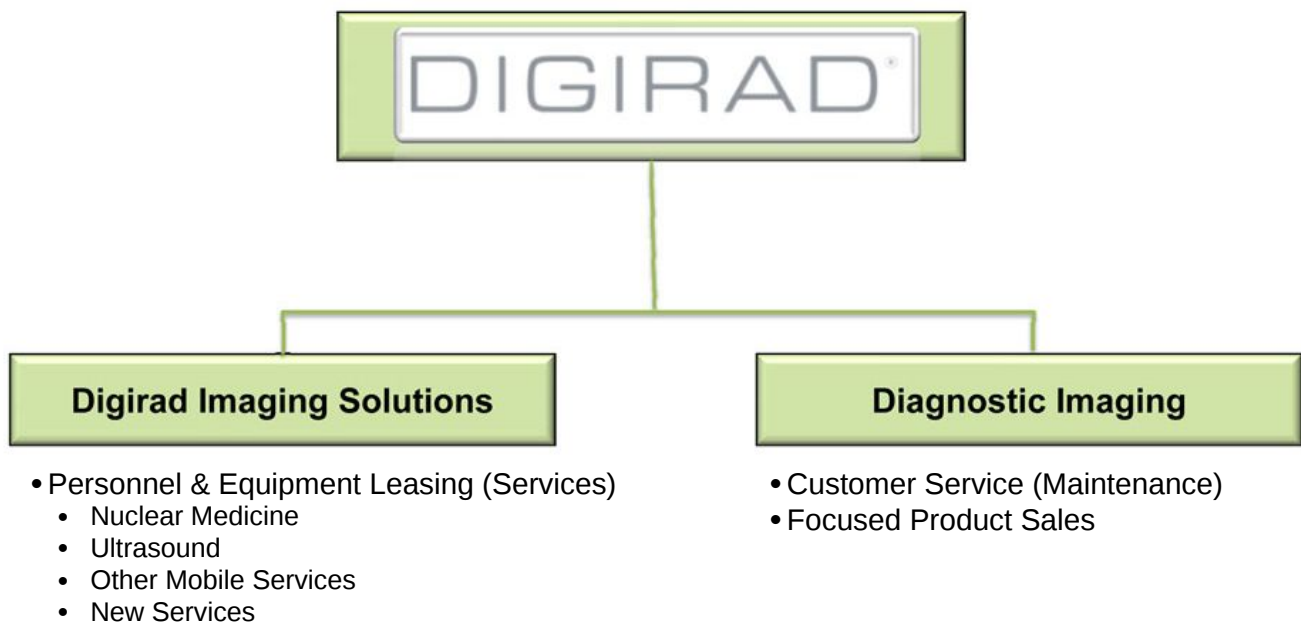 DIGIRAD®
Digirad Imaging Solutions
• Personnel & Equipment Leasing (Services)
• Nuclear Medicine
• Ultrasound
• Other Mobile Services
• New Services
Diagnostic Imaging
• Customer Service (Maintenance)
• Focused Product Sales